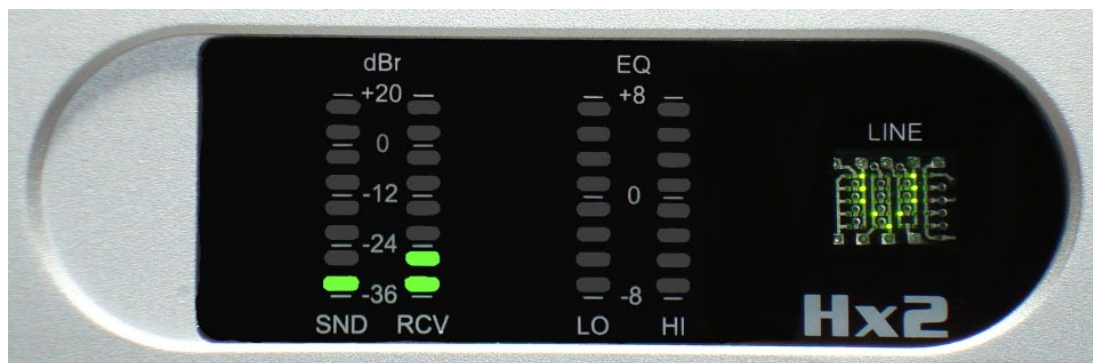 dBr
+20
0
-12
-24
-36
SND RCV
EQ
+8
0
-8
LO HI
LINE
Hx2